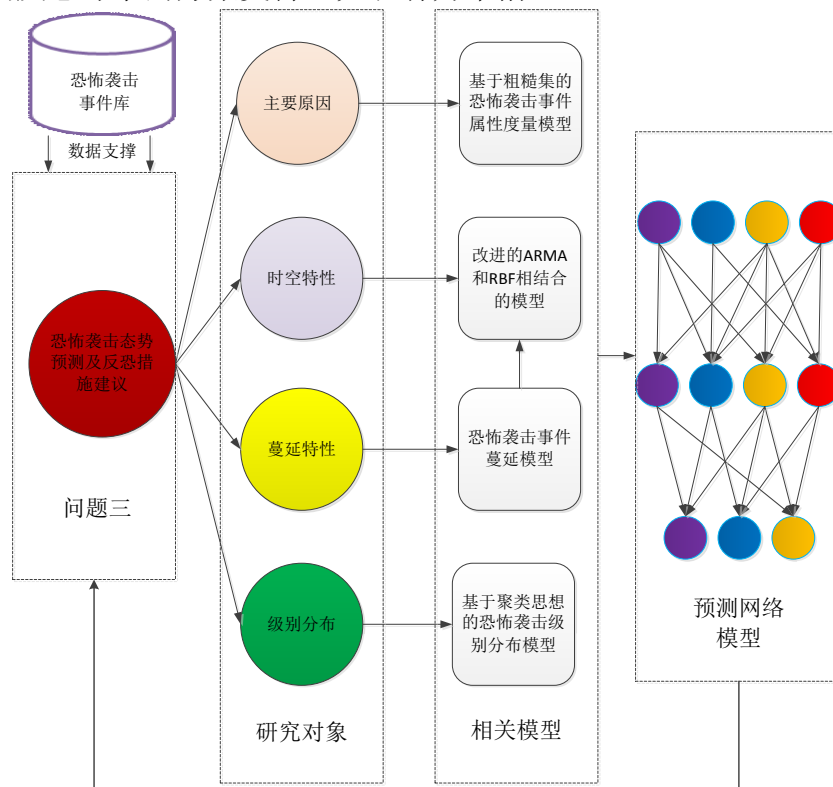 恐怖袭击
事件库
数据支撑
恐怖袭击态势
预测及反恐措
施建议
问题三
主要原因
时空特性
蔓延特性
级别分布
研究对象
基于粗糙集的
恐怖袭击事件
属性度量模型
改进的ARMA
和RBF相结合
的模型
恐怖袭击事件
蔓延模型
基于聚类思想
的恐怖袭击级
别分布模型
相关模型
预测网络
模型